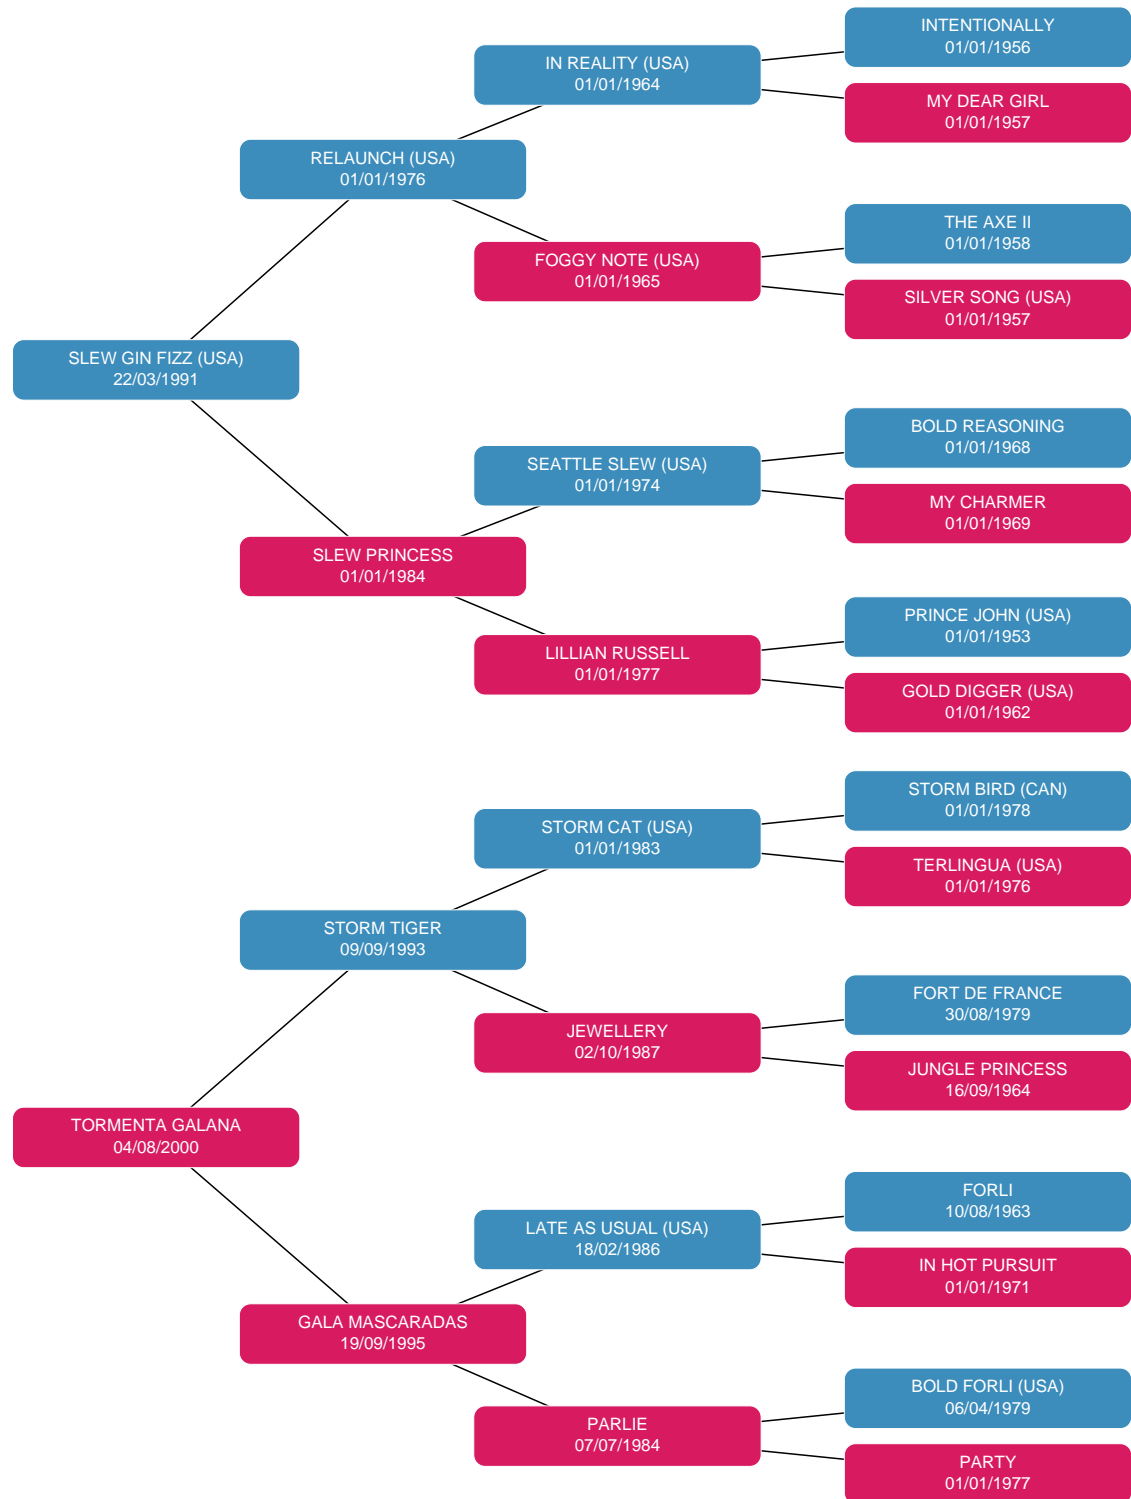 INTENTIONALLY
01/01/1956
IN REALITY (USA)
01/01/1964
MY DEAR GIRL
01/01/1957
RELAUNCH (USA)
01/01/1976
THE AXE II
01/01/1958
FOGGY NOTE (USA)
01/01/1965
SILVER SONG (USA)
01/01/1957
SLEW GIN FIZZ (USA)
22/03/1991
BOLD REASONING
01/01/1968
SEATTLE SLEW (USA)
01/01/1974
MY CHARMER
01/01/1969
SLEW PRINCESS
01/01/1984
PRINCE JOHN (USA)
01/01/1953
LILLIAN RUSSELL
01/01/1977
GOLD DIGGER (USA)
01/01/1962
STORM BIRD (CAN)
01/01/1978
STORM CAT (USA)
01/01/1983
TERLINGUA (USA)
01/01/1976
STORM TIGER
09/09/1993
FORT DE FRANCE
30/08/1979
JEWELLERY
02/10/1987
JUNGLE PRINCESS
16/09/1964
TORMENTA GALANA
04/08/2000
FORLI
10/08/1963
LATE AS USUAL (USA)
18/02/1986
IN HOT PURSUIT
01/01/1971
GALA MASCARADAS
19/09/1995
BOLD FORLI (USA)
06/04/1979
PARLIE
07/07/1984
PARTY
01/01/1977